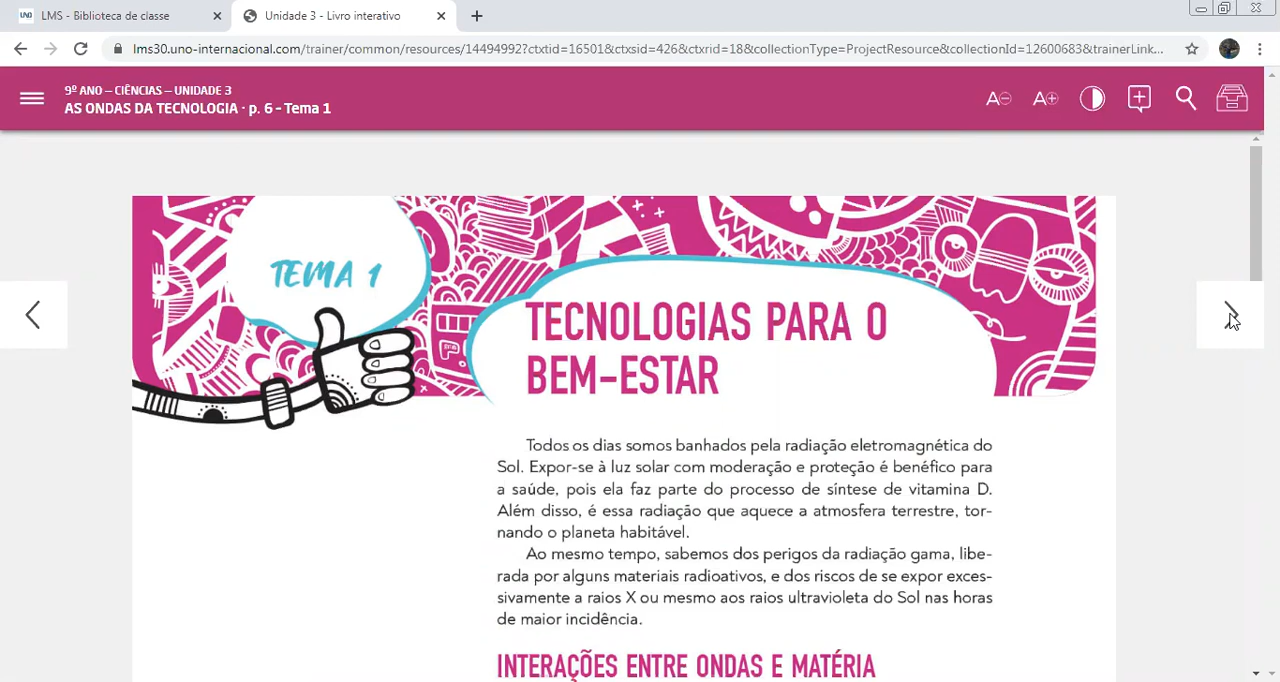 LMS - Biblioteca de classe
Unidade 3 - Livro interativo
lms30.uno-internacional.com/trainer/common/resources/14494992?ctxtid=16501&ctxsid=426&ctxrid=18&collectionType=ProjectResource&collectionId=12600683&trainerLink...
9º ANO – CIÊNCIAS – UNIDADE 3
AS ONDAS DA TECNOLOGIA · p. 6 - Tema 1
A A
TEMA 1
TECNOLOGIAS PARA O
BEM-ESTAR
Todos os dias somos banhados pela radiação eletromagnética do
Sol. Expor-se à luz solar com moderação e proteção é benéfico para
a saúde, pois ela faz parte do processo de síntese de vitamina D.
Além disso, é essa radiação que aquece a atmosfera terrestre, tor-
nando o planeta habitável.
Ao mesmo tempo, sabemos dos perigos da radiação gama, libe-
rada por alguns materiais radioativos, e dos riscos de se expor exces-
sivamente a raios X ou mesmo aos raios ultravioleta do Sol nas horas
de maior incidência.
INTERAÇÕES ENTRE ONDAS E MATÉRIA